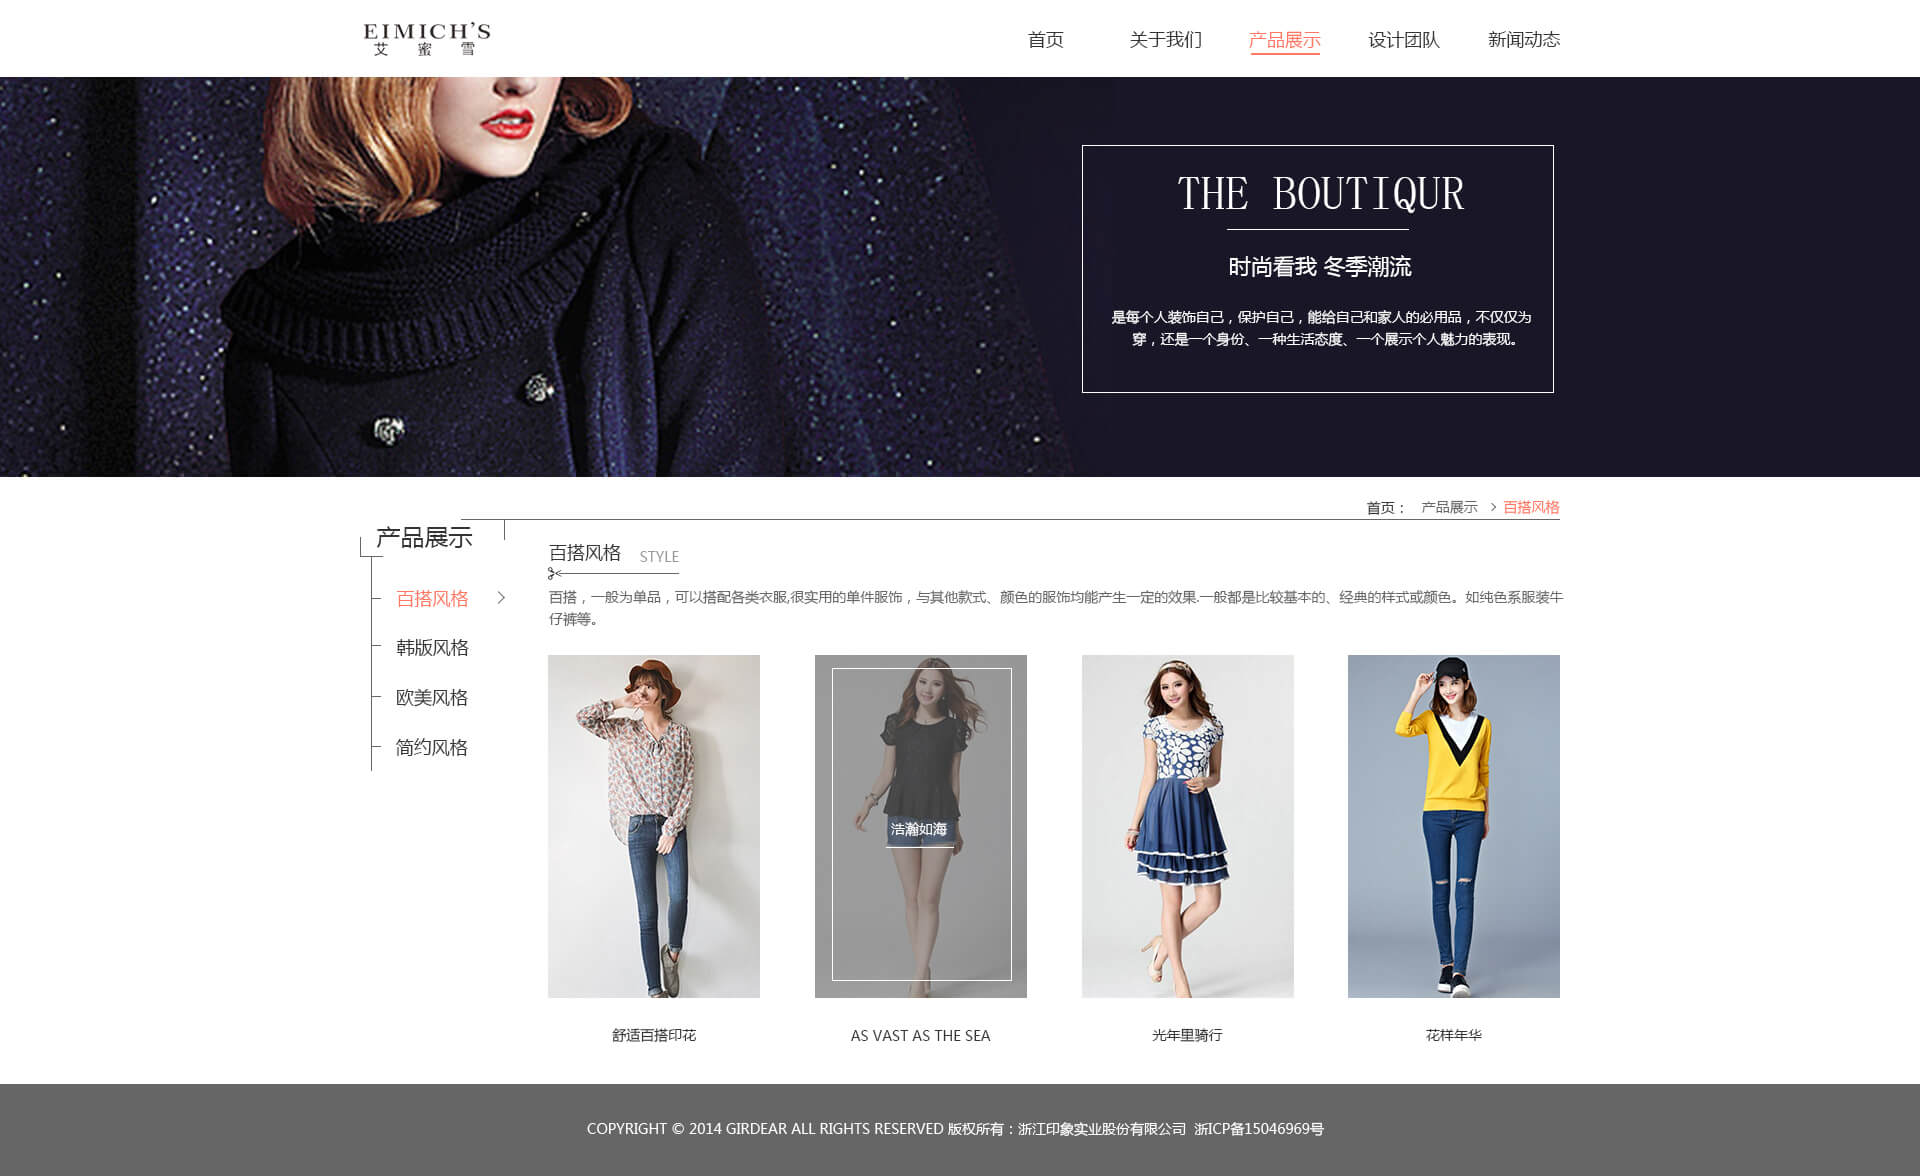 EIMICH'S
艾蜜雪
首页 关于我们 产品展示 设计团队 新闻动态
THE BOUTIQUR
时尚看我 冬季潮流
是每个人装饰自己，保护自己，能给自己和家人的必用品，不仅仅为
穿，还是一个身份、一种生活态度、一个展示个人魅力的表现。
首页： 产品展示 > 百搭风格
产品展示
百搭风格 >
韩版风格
欧美风格
简约风格
百搭风格 STYLE
百搭，一般为单品，可以搭配各类衣服,很实用的单件服饰，与其他款式、颜色的服饰均能产生一定的效果.一般都是比较基本的、经典的样式或颜色。如纯色系服装牛
仔裤等。
浩瀚如海
舒适百搭印花
AS VAST AS THE SEA
光年里骑行
花样年华
COPYRIGHT © 2014 GIRDEAR ALL RIGHTS RESERVED 版权所有：浙江印象实业股份有限公司 浙ICP备15046969号